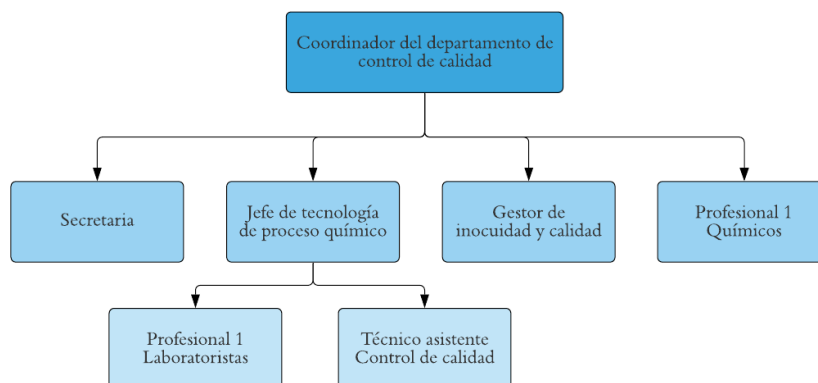 Coordinador del departamento de
control de calidad
Secretaria
Jefe de tecnología
de proceso químico
Gestor de
inocuidad y calidad
Profesional 1
Químicos
Profesional 1
Laboratoristas
Técnico asistente
Control de calidad